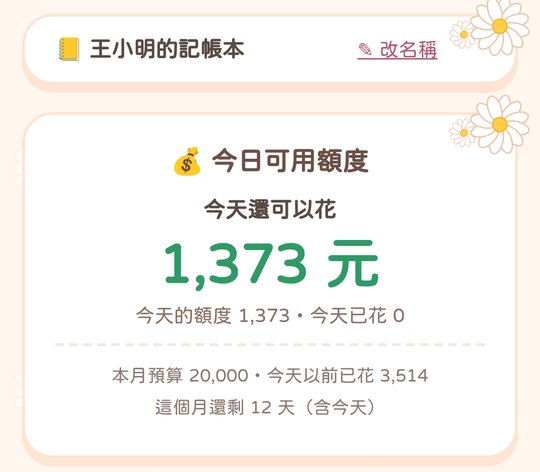 📒 王小明的記帳本
✎ 改名稱
💰 今日可用額度
今天還可以花
1,373 元
今天的額度 1,373・今天已花 0
本月預算 20,000・今天以前已花 3,514
這個月還剩 12 天（含今天）